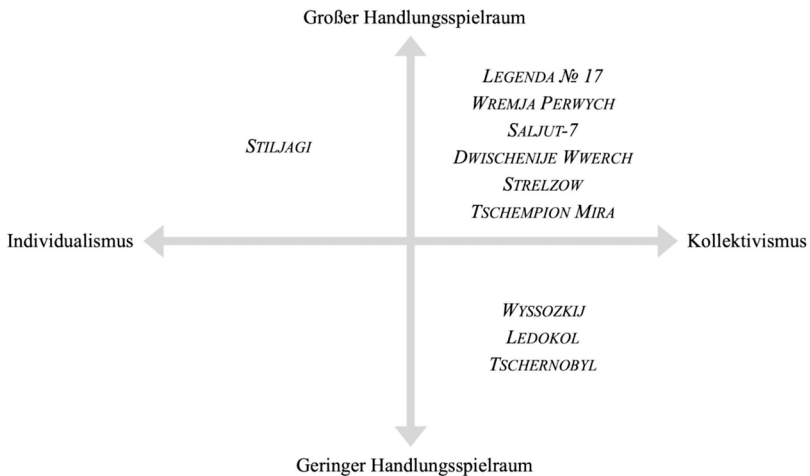 Großer Handlungsspielraum
LEGENDA № 17
WREMJA PERWYCH
SALJUT-7
STILJAGI
DWISCHENIJE WWERCH
STRELZOW
TSCHEMPION MIRA
Individualismus
Kollektivismus
WYSSOZKIJ
LEDOKOL
TSCHERNOBYL
Geringer Handlungsspielraum